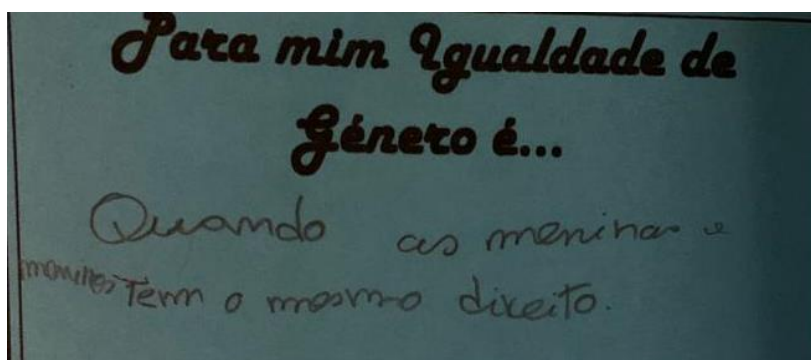 Para mim Igualdade de
Género é...
Quando as meninas e
meninos Tem o mesmo direito.